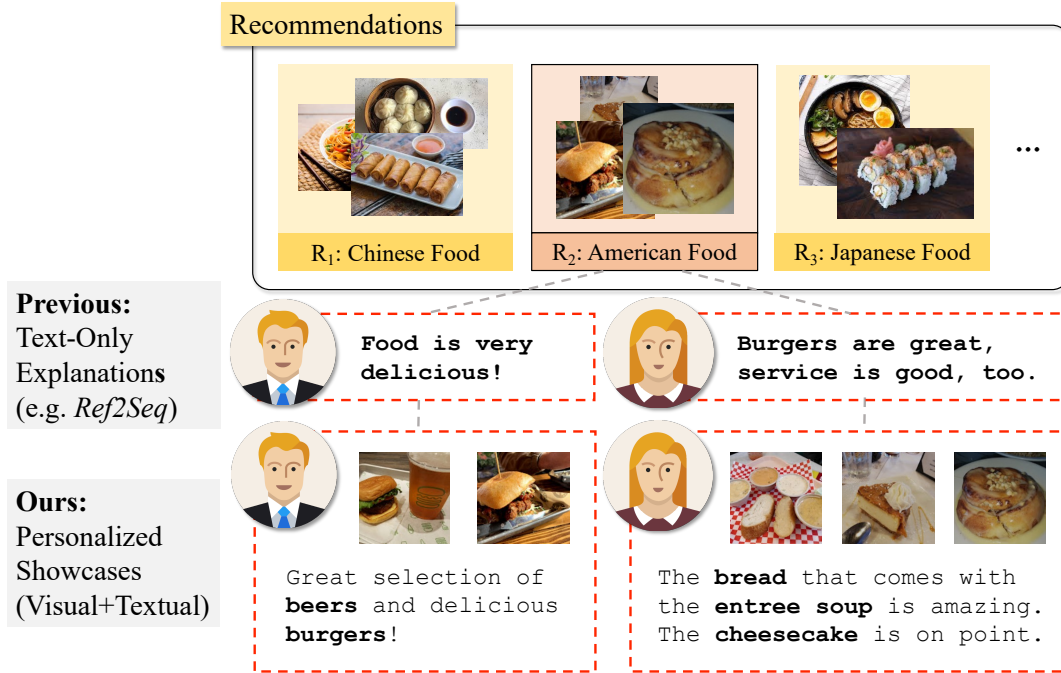 Recommendations
...
R₁: Chinese Food
R₂: American Food
R₃: Japanese Food
Previous:
Text-Only
Explanations
(e.g. Ref2Seq)
Food is very
delicious!
Burgers are great,
service is good, too.
Ours:
Personalized
Showcases
(Visual+Textual)
Great selection of
beers and delicious
burgers!
The bread that comes with
the entree soup is amazing.
The cheesecake is on point.